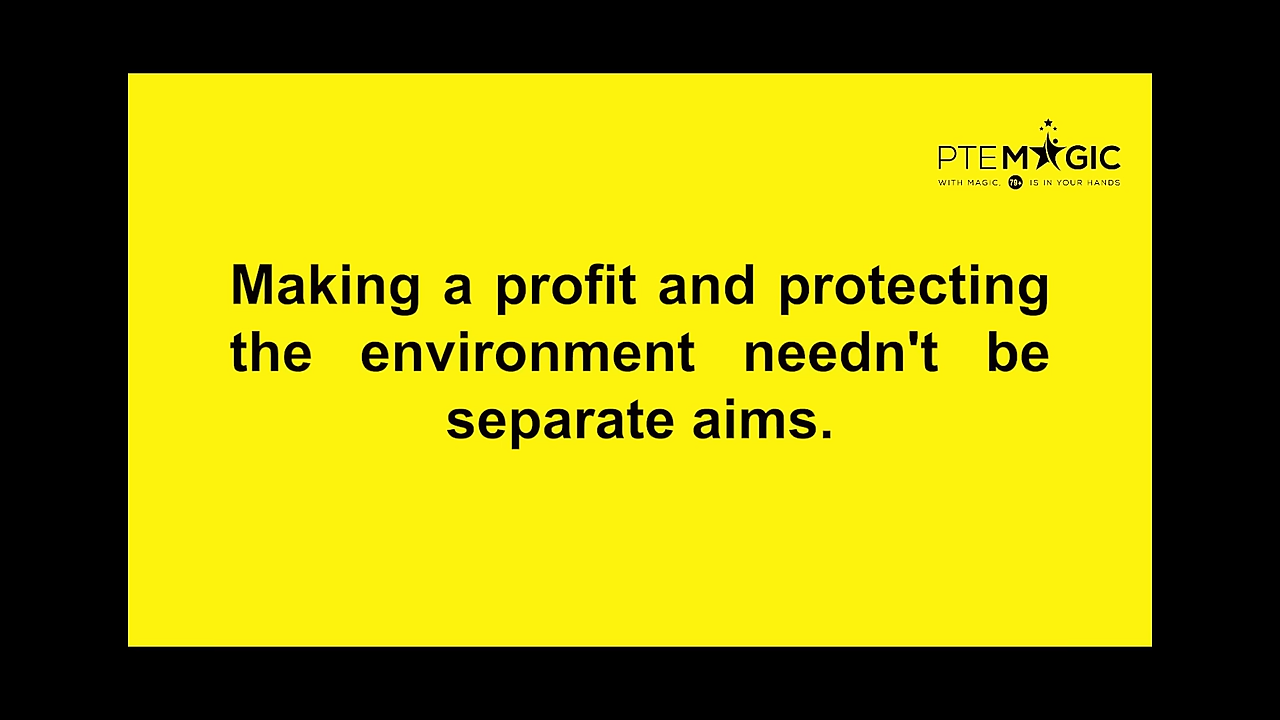 PTEMAGIC
WITH MAGIC, 79+ IS IN YOUR HANDS
Making a profit and protecting
the environment needn't be
separate aims.